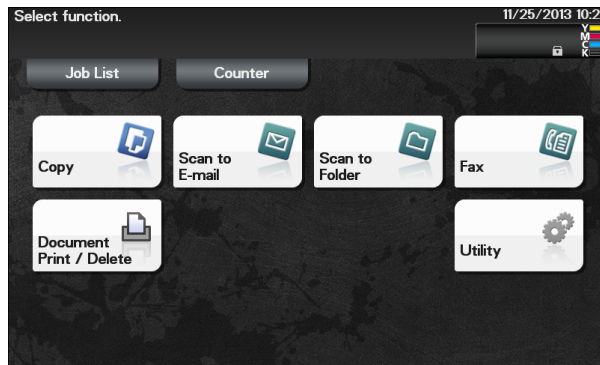 Select function.
11/25/2013 10:2
Y
M
C
K
Job List
Counter
Copy
Scan to
E-mail
Scan to
Folder
Fax
Document
Print / Delete
Utility